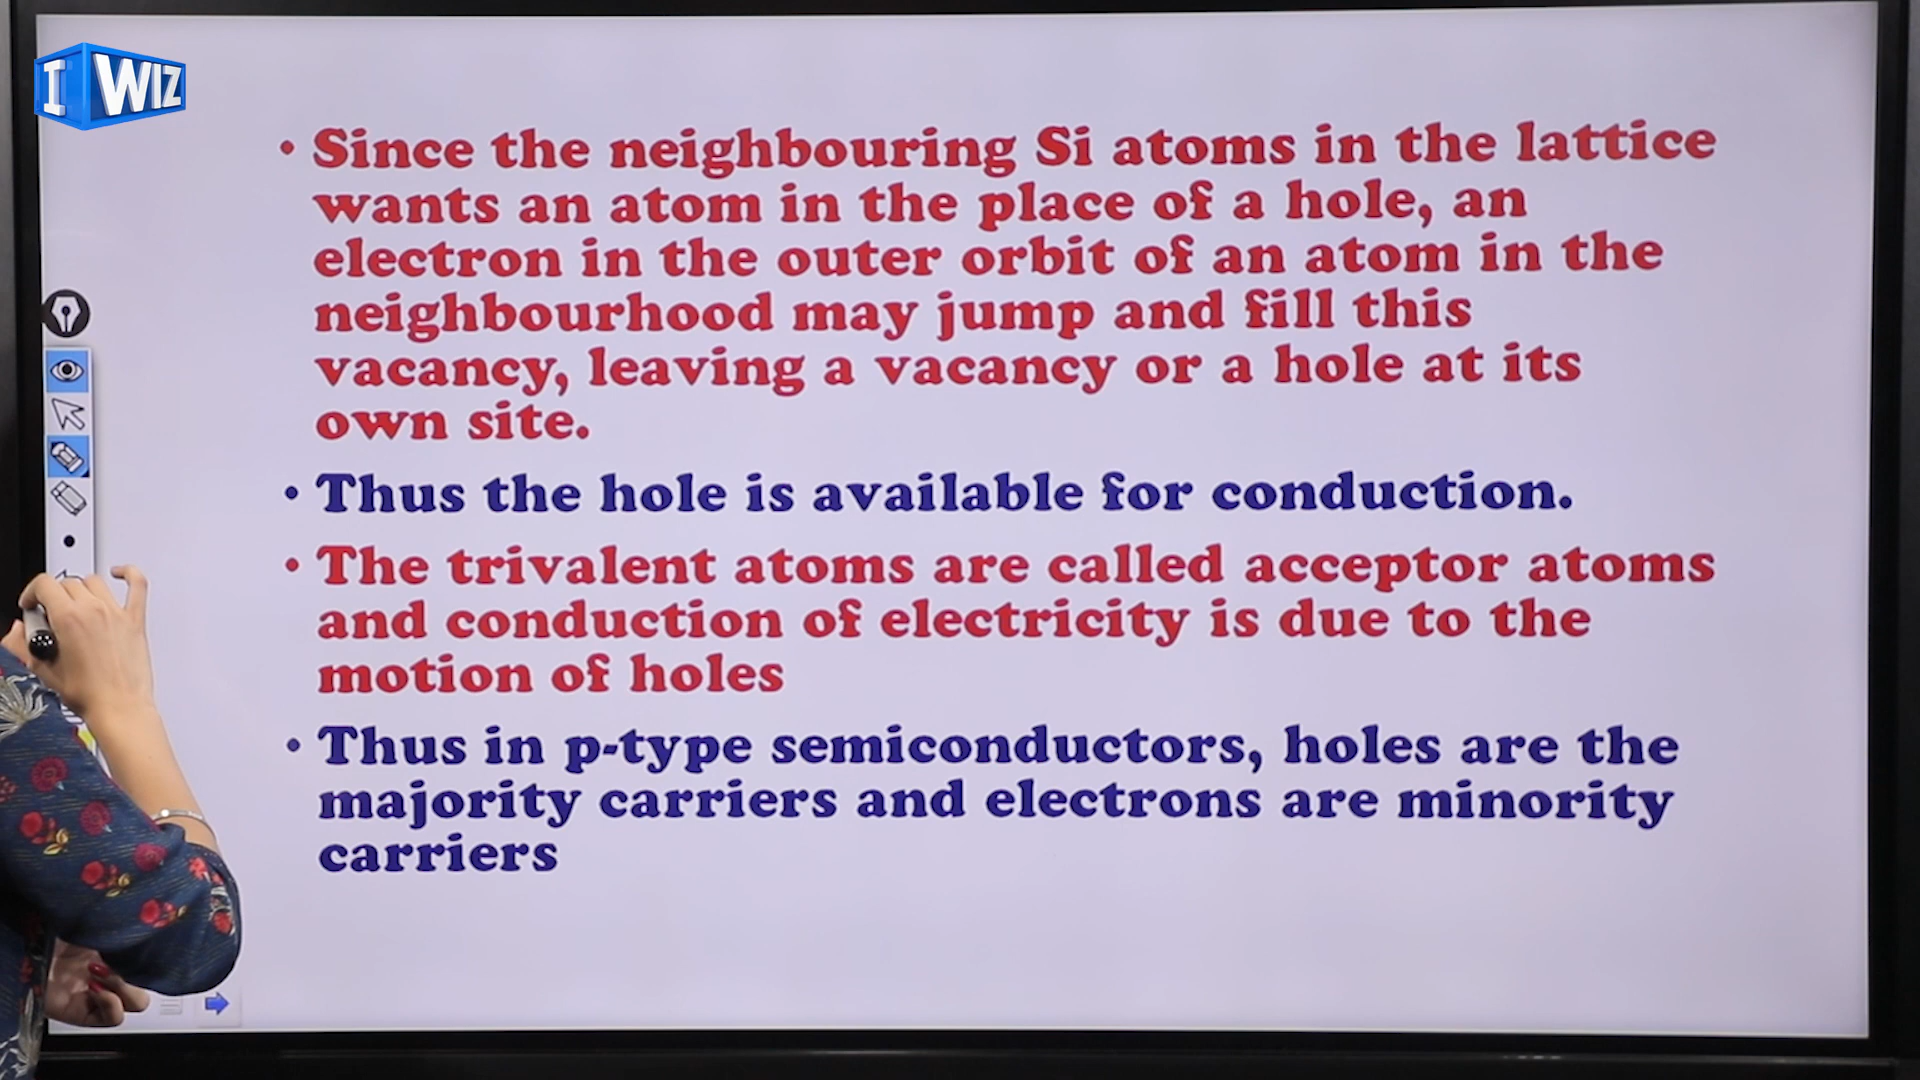 I WIZ
• Since the neighbouring Si atoms in the lattice
wants an atom in the place of a hole, an
electron in the outer orbit of an atom in the
neighbourhood may jump and fill this
vacancy, leaving a vacancy or a hole at its
own site.
• Thus the hole is available for conduction.
• The trivalent atoms are called acceptor atoms
and conduction of electricity is due to the
motion of holes
• Thus in p-type semiconductors, holes are the
majority carriers and electrons are minority
carriers